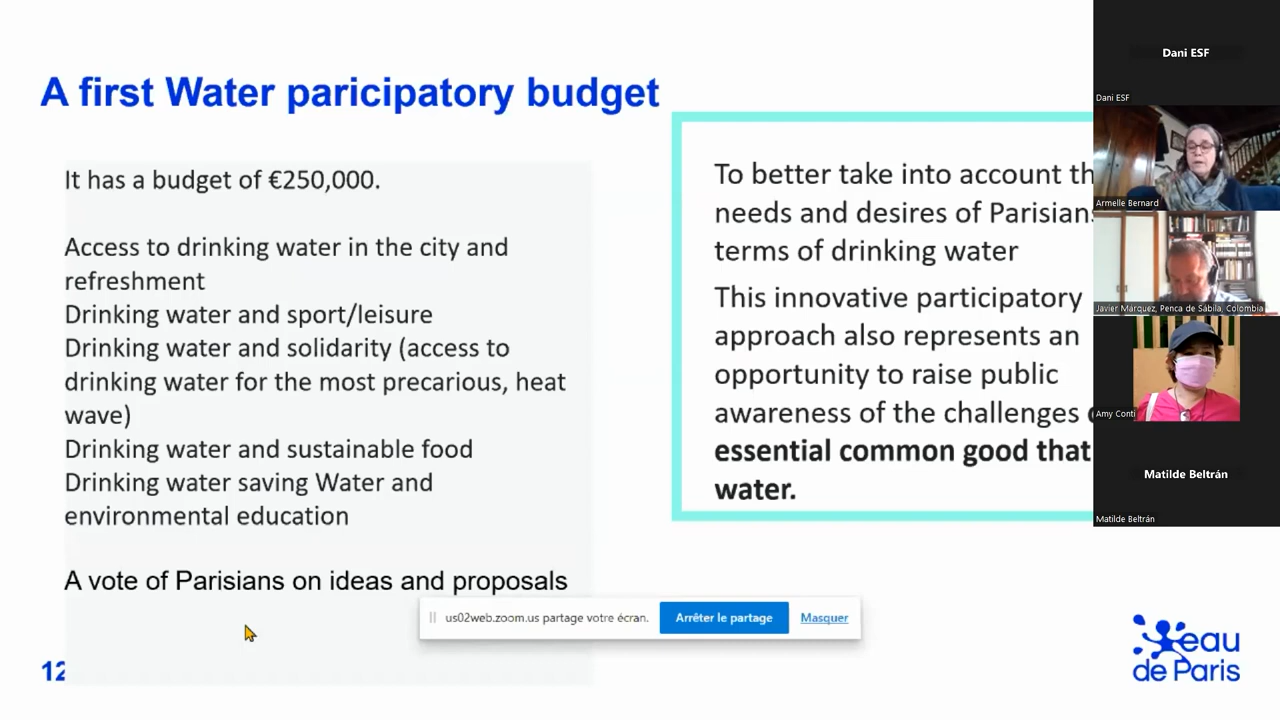 A first Water paricipatory budget
It has a budget of €250,000.
Access to drinking water in the city and
refreshment
Drinking water and sport/leisure
Drinking water and solidarity (access to
drinking water for the most precarious, heat
wave)
Drinking water and sustainable food
Drinking water saving Water and
environmental education
A vote of Parisians on ideas and proposals
To better take into account
needs and desires of Parisians
terms of drinking water
This innovative participatory
approach also represents an
opportunity to raise public
awareness of the challenges
essential common good that
water.
us02web.zoom.us partage votre écran.
Arrêter le partage
Masquer
12
eau
de Paris
Dani ESF
Dani ESF
Armelle Bernard
Javier Márquez, Penca de Sábila, Colombia
Amy Conti
Matilde Beltrán
Matilde Beltrán